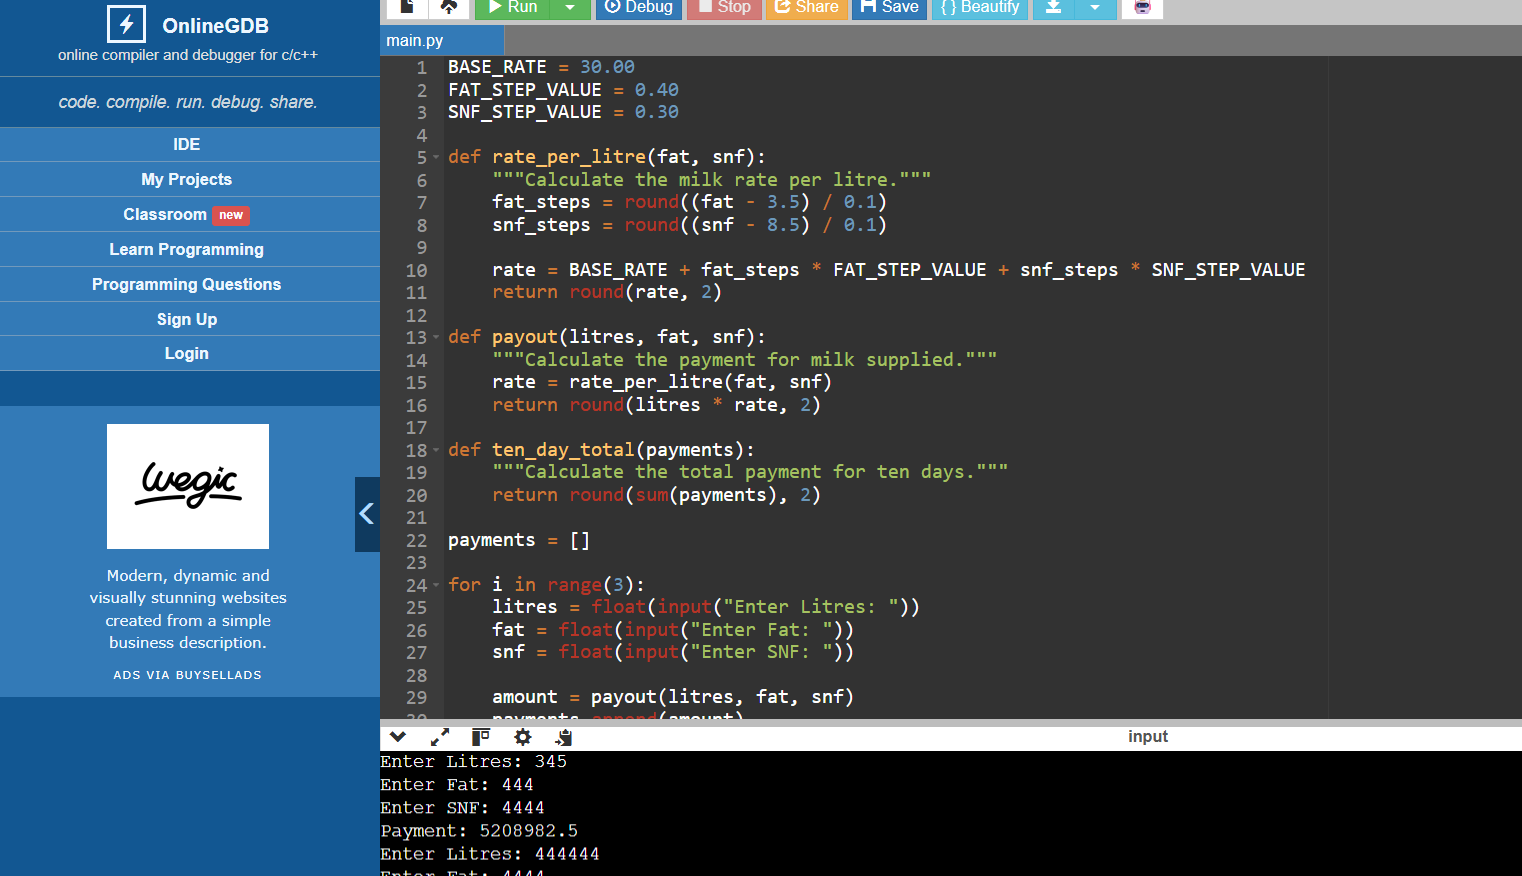 OnlineGDB
online compiler and debugger for c/c++
code. compile. run. debug. share.
IDE
My Projects
Classroom new
Learn Programming
Programming Questions
Sign Up
Login
wegic
Modern, dynamic and
visually stunning websites
created from a simple
business description.
ADS VIA BUYSELLADS
Run Debug Stop Share Save { } Beautify
main.py
1 BASE_RATE = 30.00
2 FAT_STEP_VALUE = 0.40
3 SNF_STEP_VALUE = 0.30
4
5 def rate_per_litre(fat, snf):
6     """Calculate the milk rate per litre."""
7     fat_steps = round((fat - 3.5) / 0.1)
8     snf_steps = round((snf - 8.5) / 0.1)
9
10     rate = BASE_RATE + fat_steps * FAT_STEP_VALUE + snf_steps * SNF_STEP_VALUE
11     return round(rate, 2)
12
13 def payout(litres, fat, snf):
14     """Calculate the payment for milk supplied."""
15     rate = rate_per_litre(fat, snf)
16     return round(litres * rate, 2)
17
18 def ten_day_total(payments):
19     """Calculate the total payment for ten days."""
20     return round(sum(payments), 2)
21
22 payments = []
23
24 for i in range(3):
25     litres = float(input("Enter Litres: "))
26     fat = float(input("Enter Fat: "))
27     snf = float(input("Enter SNF: "))
28
29     amount = payout(litres, fat, snf)
30     payments.append(amount)
input
Enter Litres: 345
Enter Fat: 444
Enter SNF: 4444
Payment: 5208982.5
Enter Litres: 444444
Enter Fat: 4444